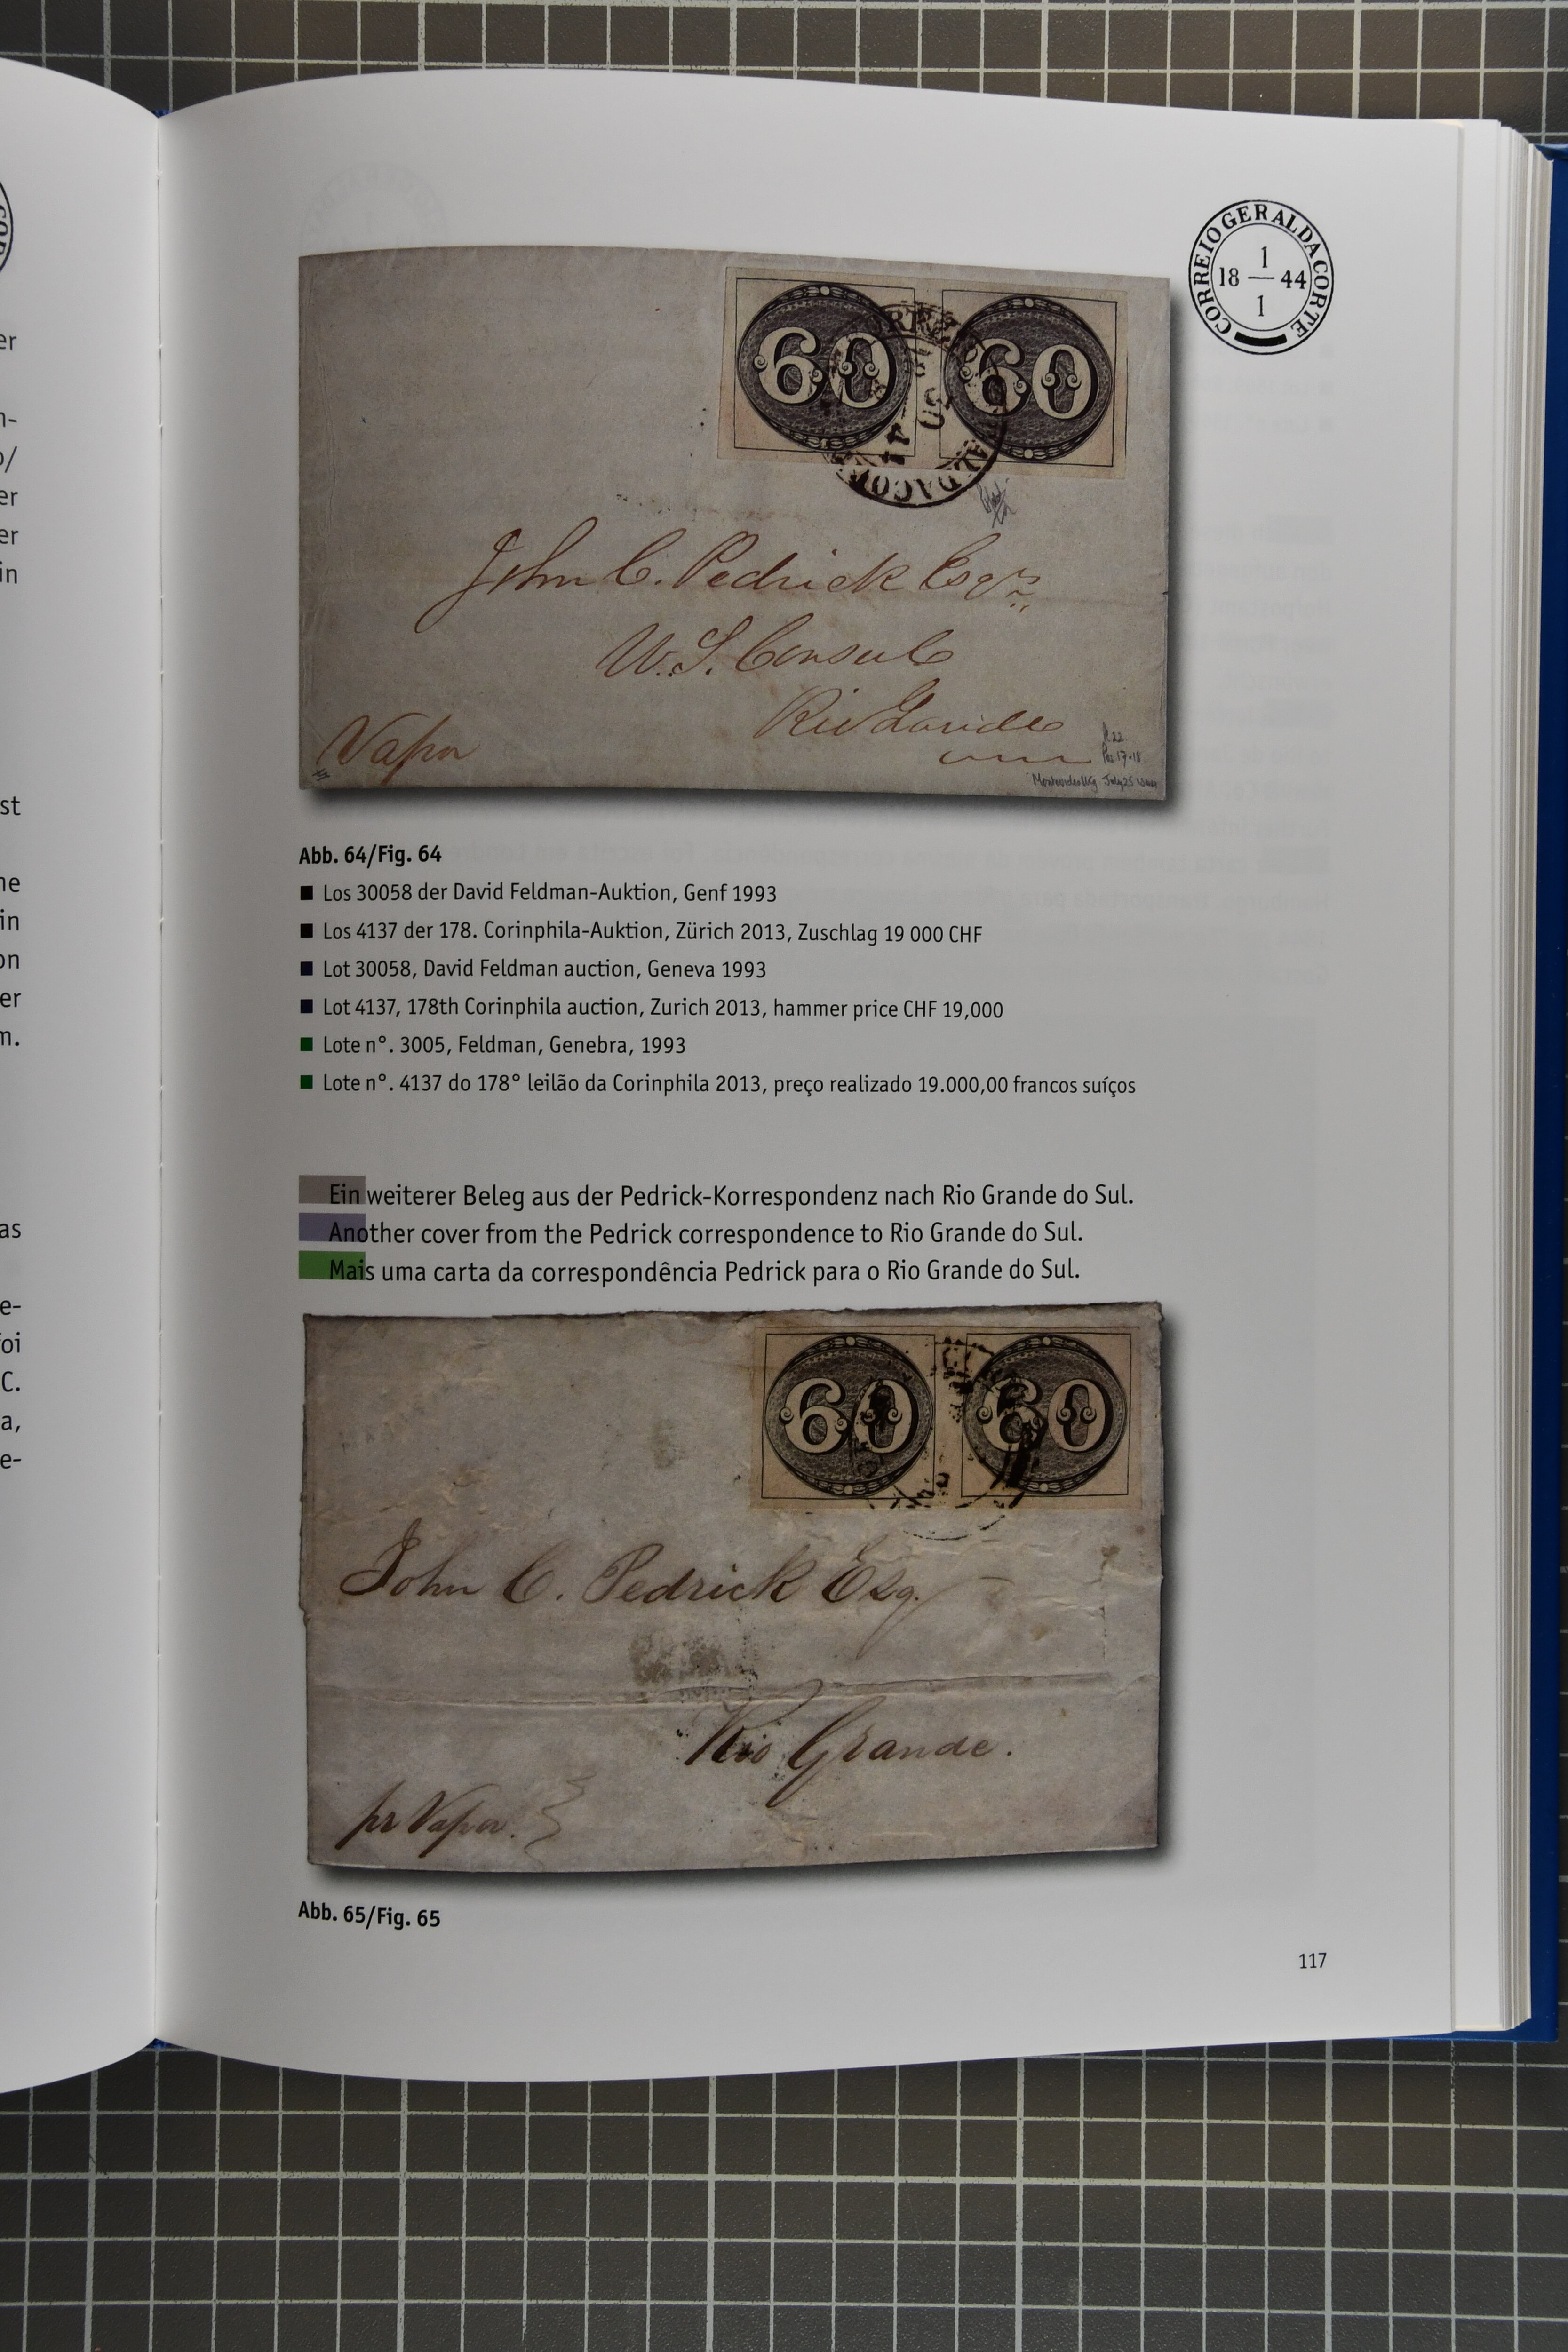 CORREIO GERAL DA CORTE
1
18 — 44
1
60 60
John C. Pedrick Esqr.
U.S. Consul
Rio Grande
Vapor
P. 22
Pos 17-18
Abb. 64/Fig. 64
■ Los 30058 der David Feldman-Auktion, Genf 1993
■ Los 4137 der 178. Corinphila-Auktion, Zürich 2013, Zuschlag 19 000 CHF
■ Lot 30058, David Feldman auction, Geneva 1993
■ Lot 4137, 178th Corinphila auction, Zurich 2013, hammer price CHF 19,000
■ Lote n°. 3005, Feldman, Genebra, 1993
■ Lote n°. 4137 do 178° leilão da Corinphila 2013, preço realizado 19.000,00 francos suíços
Ein weiterer Beleg aus der Pedrick-Korrespondenz nach Rio Grande do Sul.
Another cover from the Pedrick correspondence to Rio Grande do Sul.
Mais uma carta da correspondência Pedrick para o Rio Grande do Sul.
60 60
John C. Pedrick Esq.
Rio Grande.
pr Vapor.
Abb. 65/Fig. 65
117